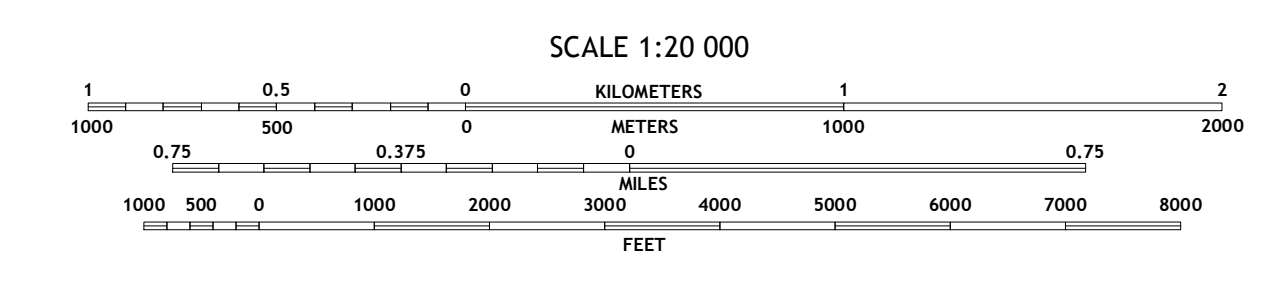 SCALE 1:20 000
1 0.5 0 KILOMETERS 1 2
1000 500 0 METERS 1000 2000
0.75 0.375 0 0.75
MILES
1000 500 0 1000 2000 3000 4000 5000 6000 7000 8000
FEET